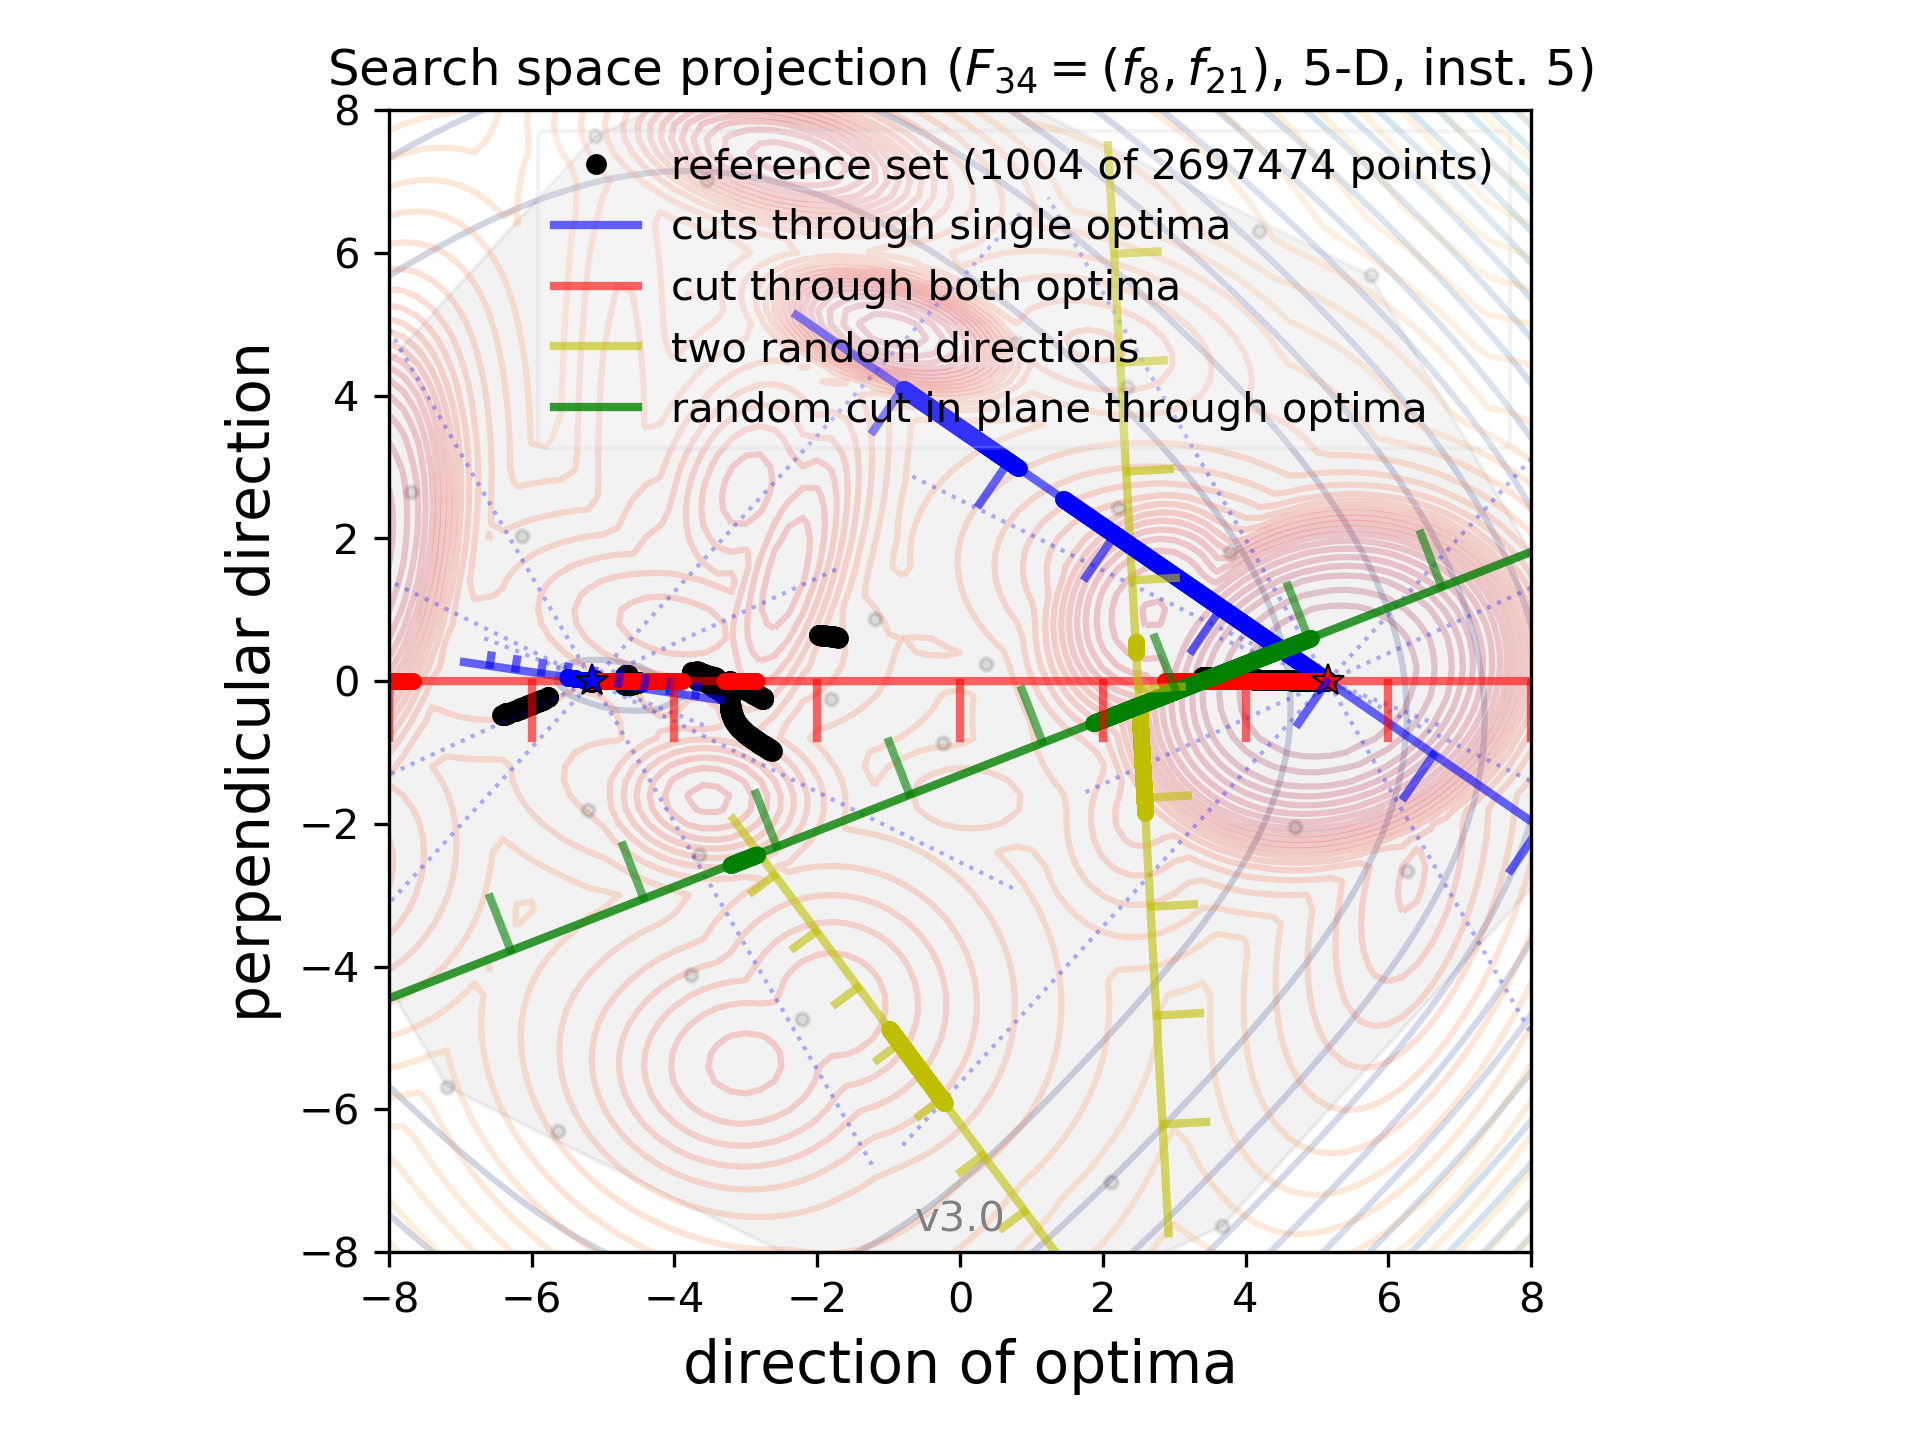 Search space projection (F₃₄ = (f₈, f₂₁), 5-D, inst. 5)
reference set (1004 of 2697474 points)
cuts through single optima
cut through both optima
two random directions
random cut in plane through optima
perpendicular direction
8
6
4
2
0
−2
−4
−6
−8
v3.0
−8 −6 −4 −2 0 2 4 6 8
direction of optima